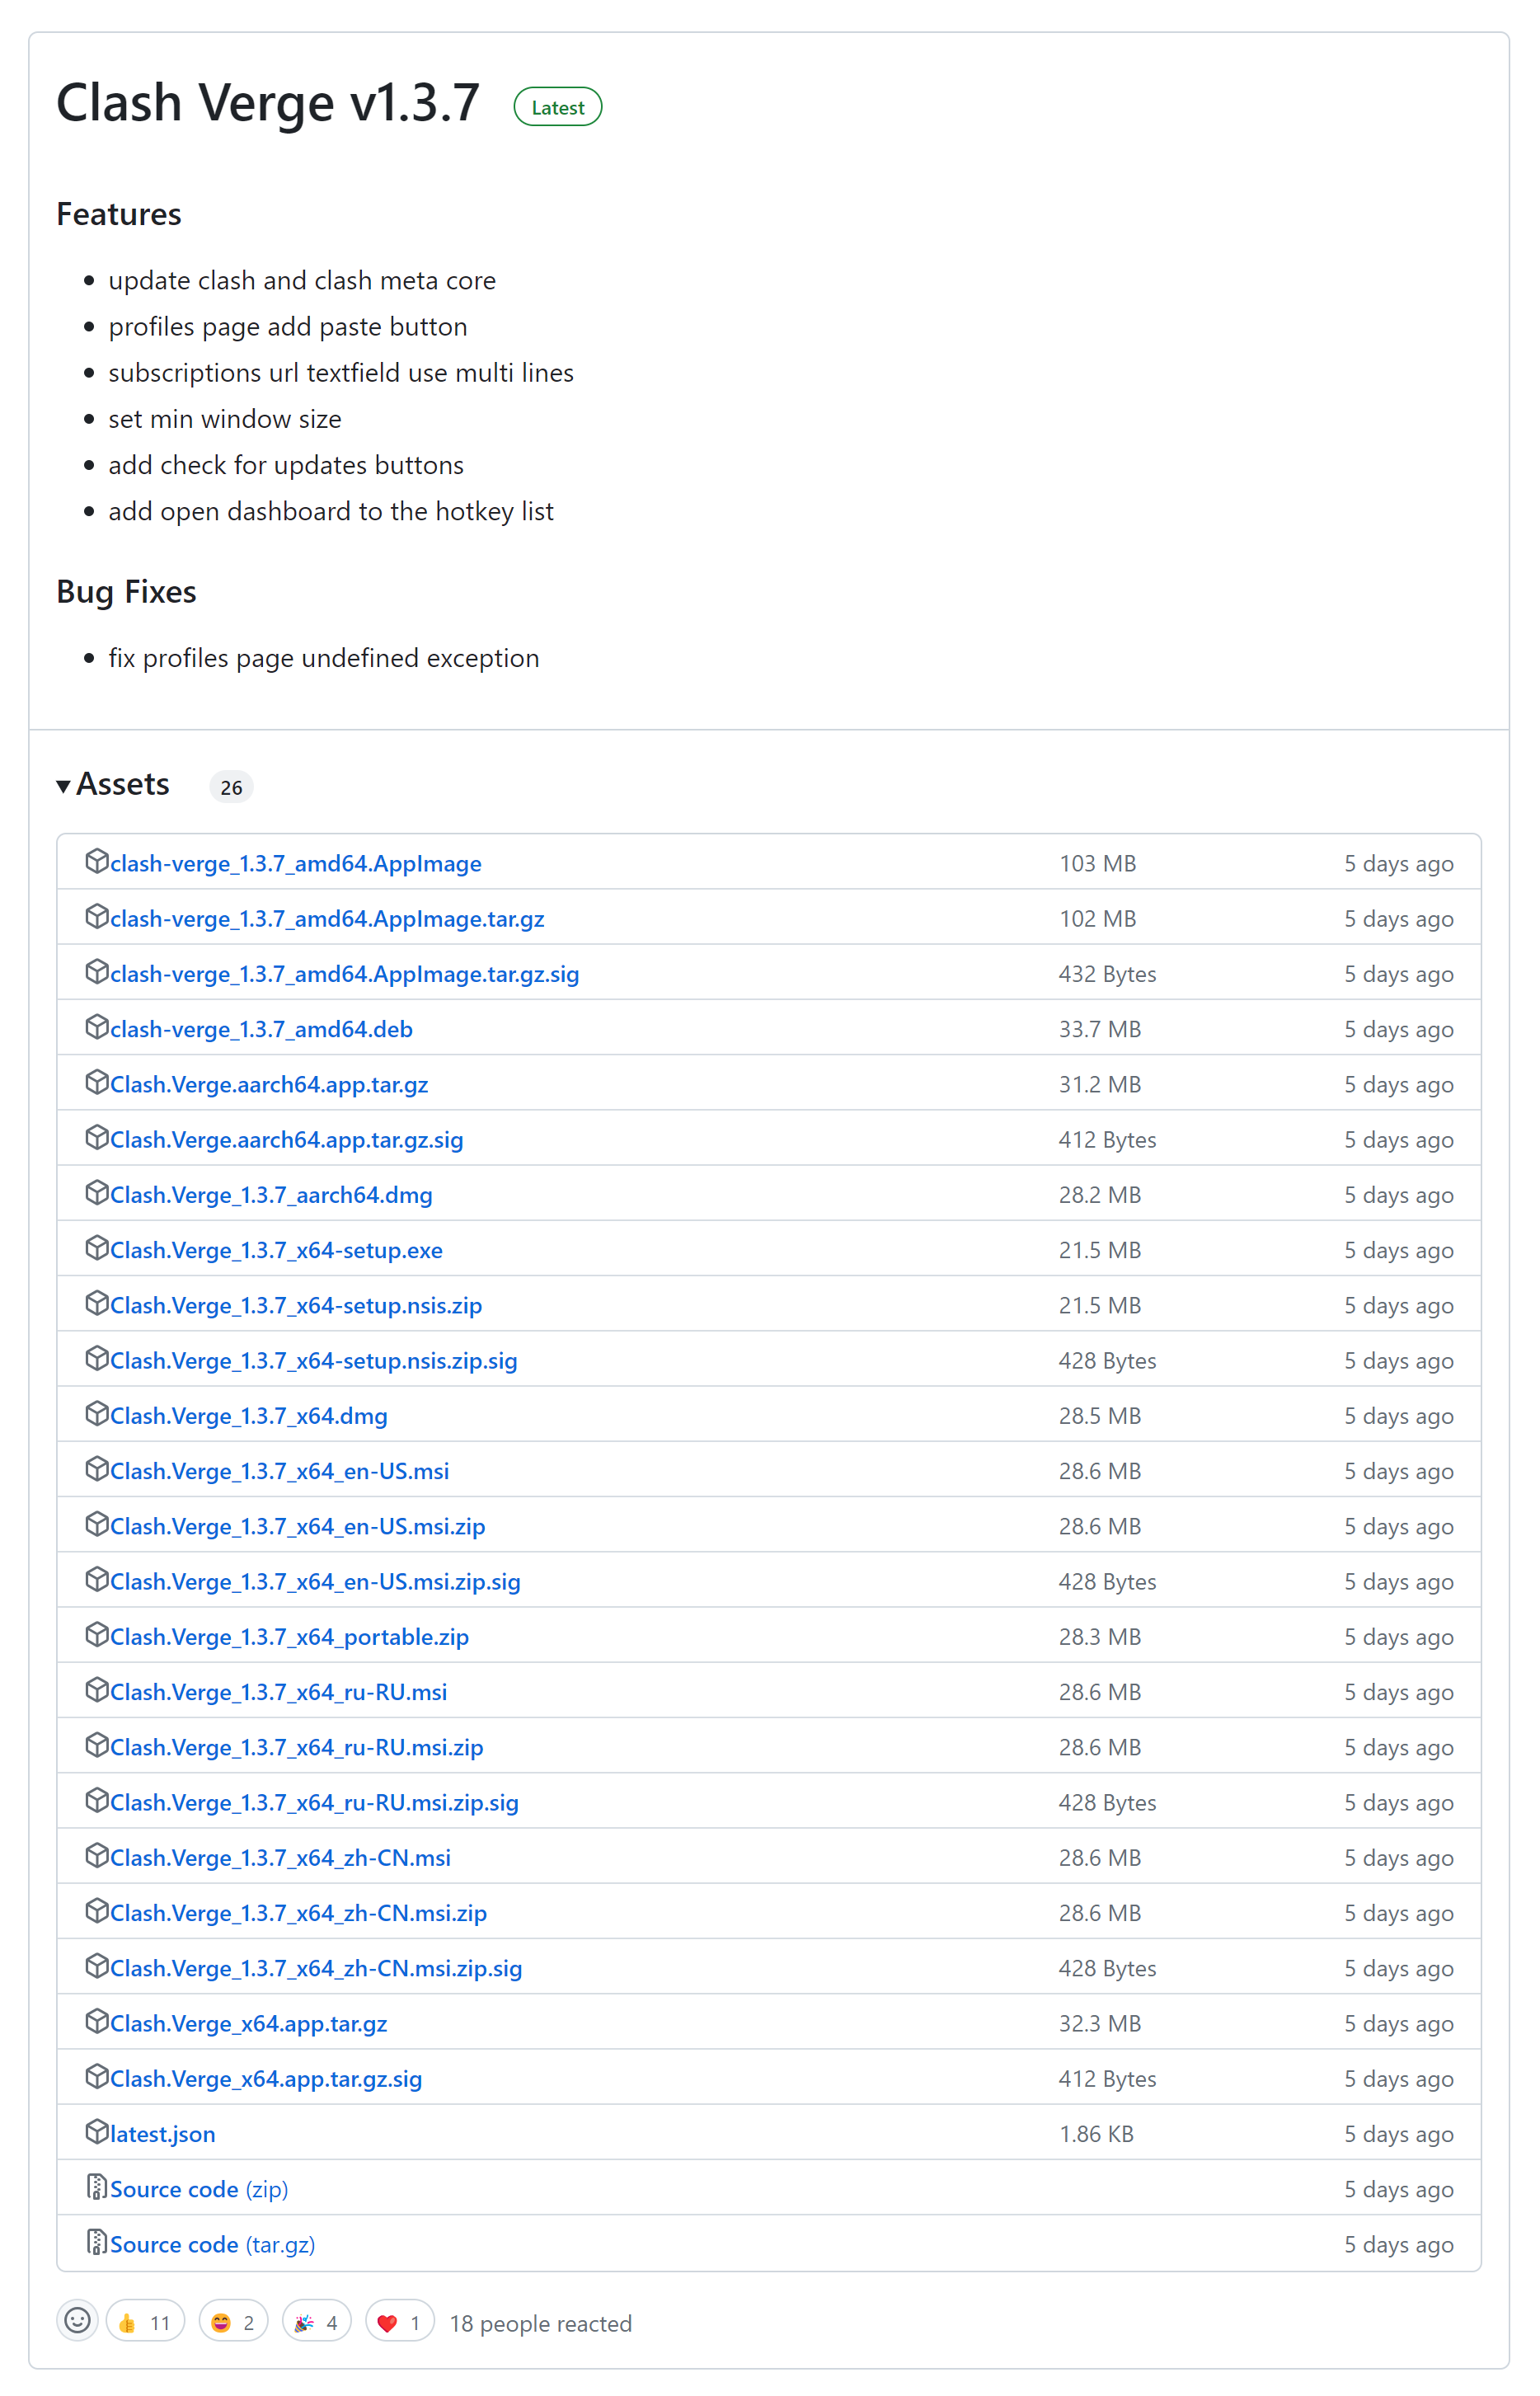 Clash Verge v1.3.7 Latest
Features
update clash and clash meta core
profiles page add paste button
subscriptions url textfield use multi lines
set min window size
add check for updates buttons
add open dashboard to the hotkey list
Bug Fixes
fix profiles page undefined exception
Assets 26
clash-verge_1.3.7_amd64.AppImage 103 MB 5 days ago
clash-verge_1.3.7_amd64.AppImage.tar.gz 102 MB 5 days ago
clash-verge_1.3.7_amd64.AppImage.tar.gz.sig 432 Bytes 5 days ago
clash-verge_1.3.7_amd64.deb 33.7 MB 5 days ago
Clash.Verge.aarch64.app.tar.gz 31.2 MB 5 days ago
Clash.Verge.aarch64.app.tar.gz.sig 412 Bytes 5 days ago
Clash.Verge_1.3.7_aarch64.dmg 28.2 MB 5 days ago
Clash.Verge_1.3.7_x64-setup.exe 21.5 MB 5 days ago
Clash.Verge_1.3.7_x64-setup.nsis.zip 21.5 MB 5 days ago
Clash.Verge_1.3.7_x64-setup.nsis.zip.sig 428 Bytes 5 days ago
Clash.Verge_1.3.7_x64.dmg 28.5 MB 5 days ago
Clash.Verge_1.3.7_x64_en-US.msi 28.6 MB 5 days ago
Clash.Verge_1.3.7_x64_en-US.msi.zip 28.6 MB 5 days ago
Clash.Verge_1.3.7_x64_en-US.msi.zip.sig 428 Bytes 5 days ago
Clash.Verge_1.3.7_x64_portable.zip 28.3 MB 5 days ago
Clash.Verge_1.3.7_x64_ru-RU.msi 28.6 MB 5 days ago
Clash.Verge_1.3.7_x64_ru-RU.msi.zip 28.6 MB 5 days ago
Clash.Verge_1.3.7_x64_ru-RU.msi.zip.sig 428 Bytes 5 days ago
Clash.Verge_1.3.7_x64_zh-CN.msi 28.6 MB 5 days ago
Clash.Verge_1.3.7_x64_zh-CN.msi.zip 28.6 MB 5 days ago
Clash.Verge_1.3.7_x64_zh-CN.msi.zip.sig 428 Bytes 5 days ago
Clash.Verge_x64.app.tar.gz 32.3 MB 5 days ago
Clash.Verge_x64.app.tar.gz.sig 412 Bytes 5 days ago
latest.json 1.86 KB 5 days ago
Source code (zip) 5 days ago
Source code (tar.gz) 5 days ago
👍 11 😄 2 🎉 4 ❤️ 1 18 people reacted